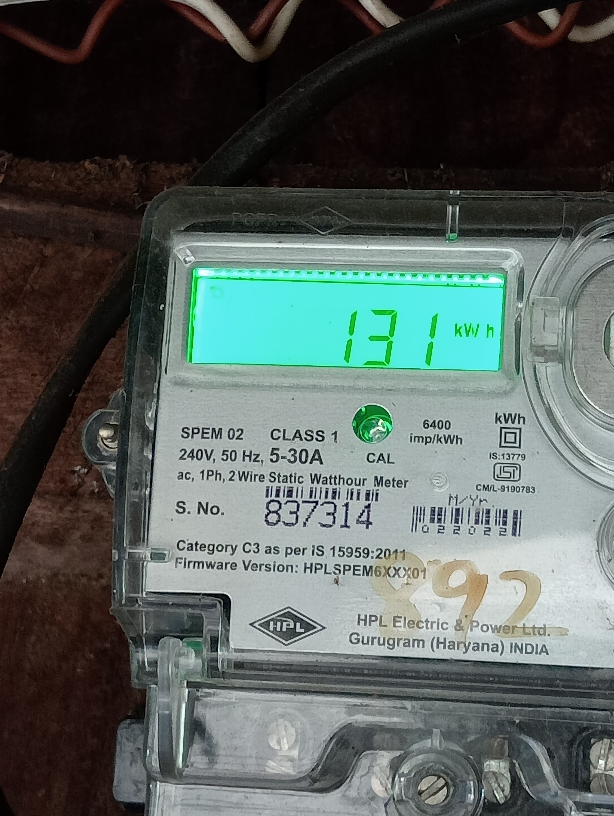 131 kWh
6400
imp/kWh
kWh
SPEM 02 CLASS 1
240V, 50 Hz, 5-30A
CAL
IS:13779
CM/L-9190783
ac, 1Ph, 2 Wire Static Watthour Meter
S. No. 837314
M/Yr
022022
Category C3 as per IS 15959:2011
Firmware Version: HPLSPEM6XXX01
892
HPL
HPL Electric & Power Ltd.
Gurugram (Haryana) INDIA